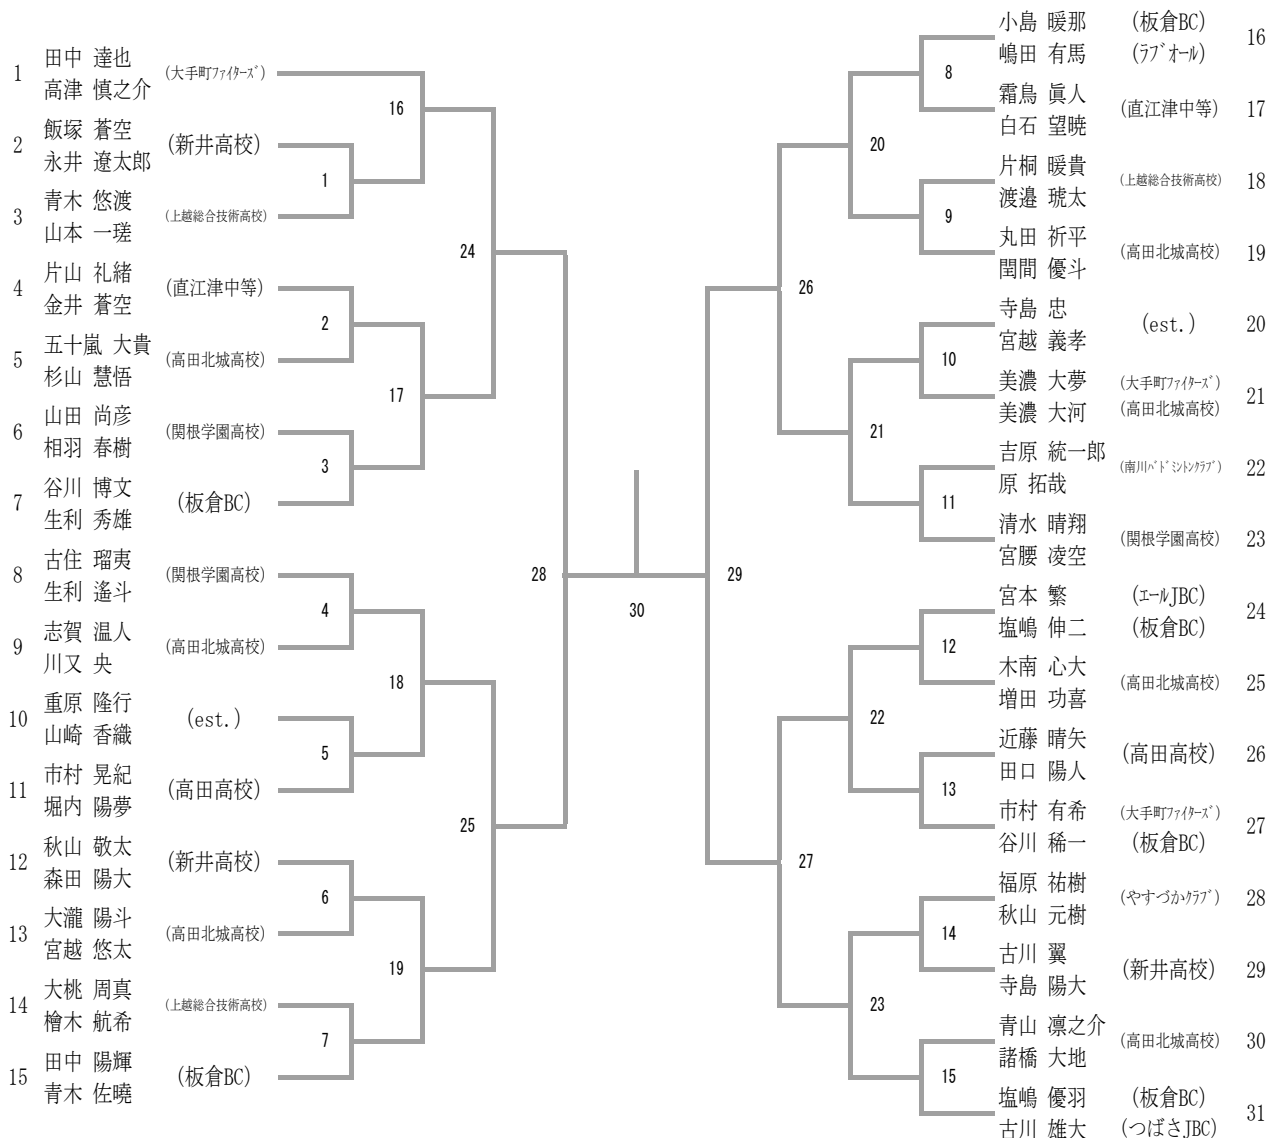 1 田中 達也 (大手町ﾌｧｲﾀｰｽﾞ)
高津 慎之介
2 飯塚 蒼空 (新井高校)
永井 遼太郎
3 青木 悠渡 (上越総合技術高校)
山本 一瑳
4 片山 礼緒 (直江津中等)
金井 蒼空
5 五十嵐 大貴 (高田北城高校)
杉山 慧悟
6 山田 尚彦 (関根学園高校)
相羽 春樹
7 谷川 博文 (板倉BC)
生利 秀雄
8 古住 瑠夷 (関根学園高校)
生利 遙斗
9 志賀 温人 (高田北城高校)
川又 央
10 重原 隆行 (est.)
山崎 香織
11 市村 晃紀 (高田高校)
堀内 陽夢
12 秋山 敬太 (新井高校)
森田 陽大
13 大瀧 陽斗 (高田北城高校)
宮越 悠太
14 大桃 周真 (上越総合技術高校)
檜木 航希
15 田中 陽輝 (板倉BC)
青木 佐曉
1
2
3
4
5
6
7
16
17
18
19
24
25
28
30
29
26
27
20
21
22
23
8
9
10
11
12
13
14
15
小島 暖那 (板倉BC) 16
嶋田 有馬 (ﾗﾌﾞｵｰﾙ)
霜鳥 眞人 (直江津中等) 17
白石 望暁
片桐 暖貴 (上越総合技術高校) 18
渡邉 琥太
丸田 祈平 (高田北城高校) 19
閏間 優斗
寺島 忠 (est.) 20
宮越 義孝
美濃 大夢 (大手町ﾌｧｲﾀｰｽﾞ) 21
美濃 大河 (高田北城高校)
吉原 統一郎 (南川ﾊﾞﾄﾞﾐﾝﾄﾝｸﾗﾌﾞ) 22
原 拓哉
清水 晴翔 (関根学園高校) 23
宮腰 凌空
宮本 繁 (ｴｰﾙJBC) 24
塩嶋 伸二 (板倉BC)
木南 心大 (高田北城高校) 25
増田 功喜
近藤 晴矢 (高田高校) 26
田口 陽人
市村 有希 (大手町ﾌｧｲﾀｰｽﾞ) 27
谷川 稀一 (板倉BC)
福原 祐樹 (やすづかｸﾗﾌﾞ) 28
秋山 元樹
古川 翼 (新井高校) 29
寺島 陽大
青山 凛之介 (高田北城高校) 30
諸橋 大地
塩嶋 優羽 (板倉BC) 31
古川 雄大 (つばさJBC)